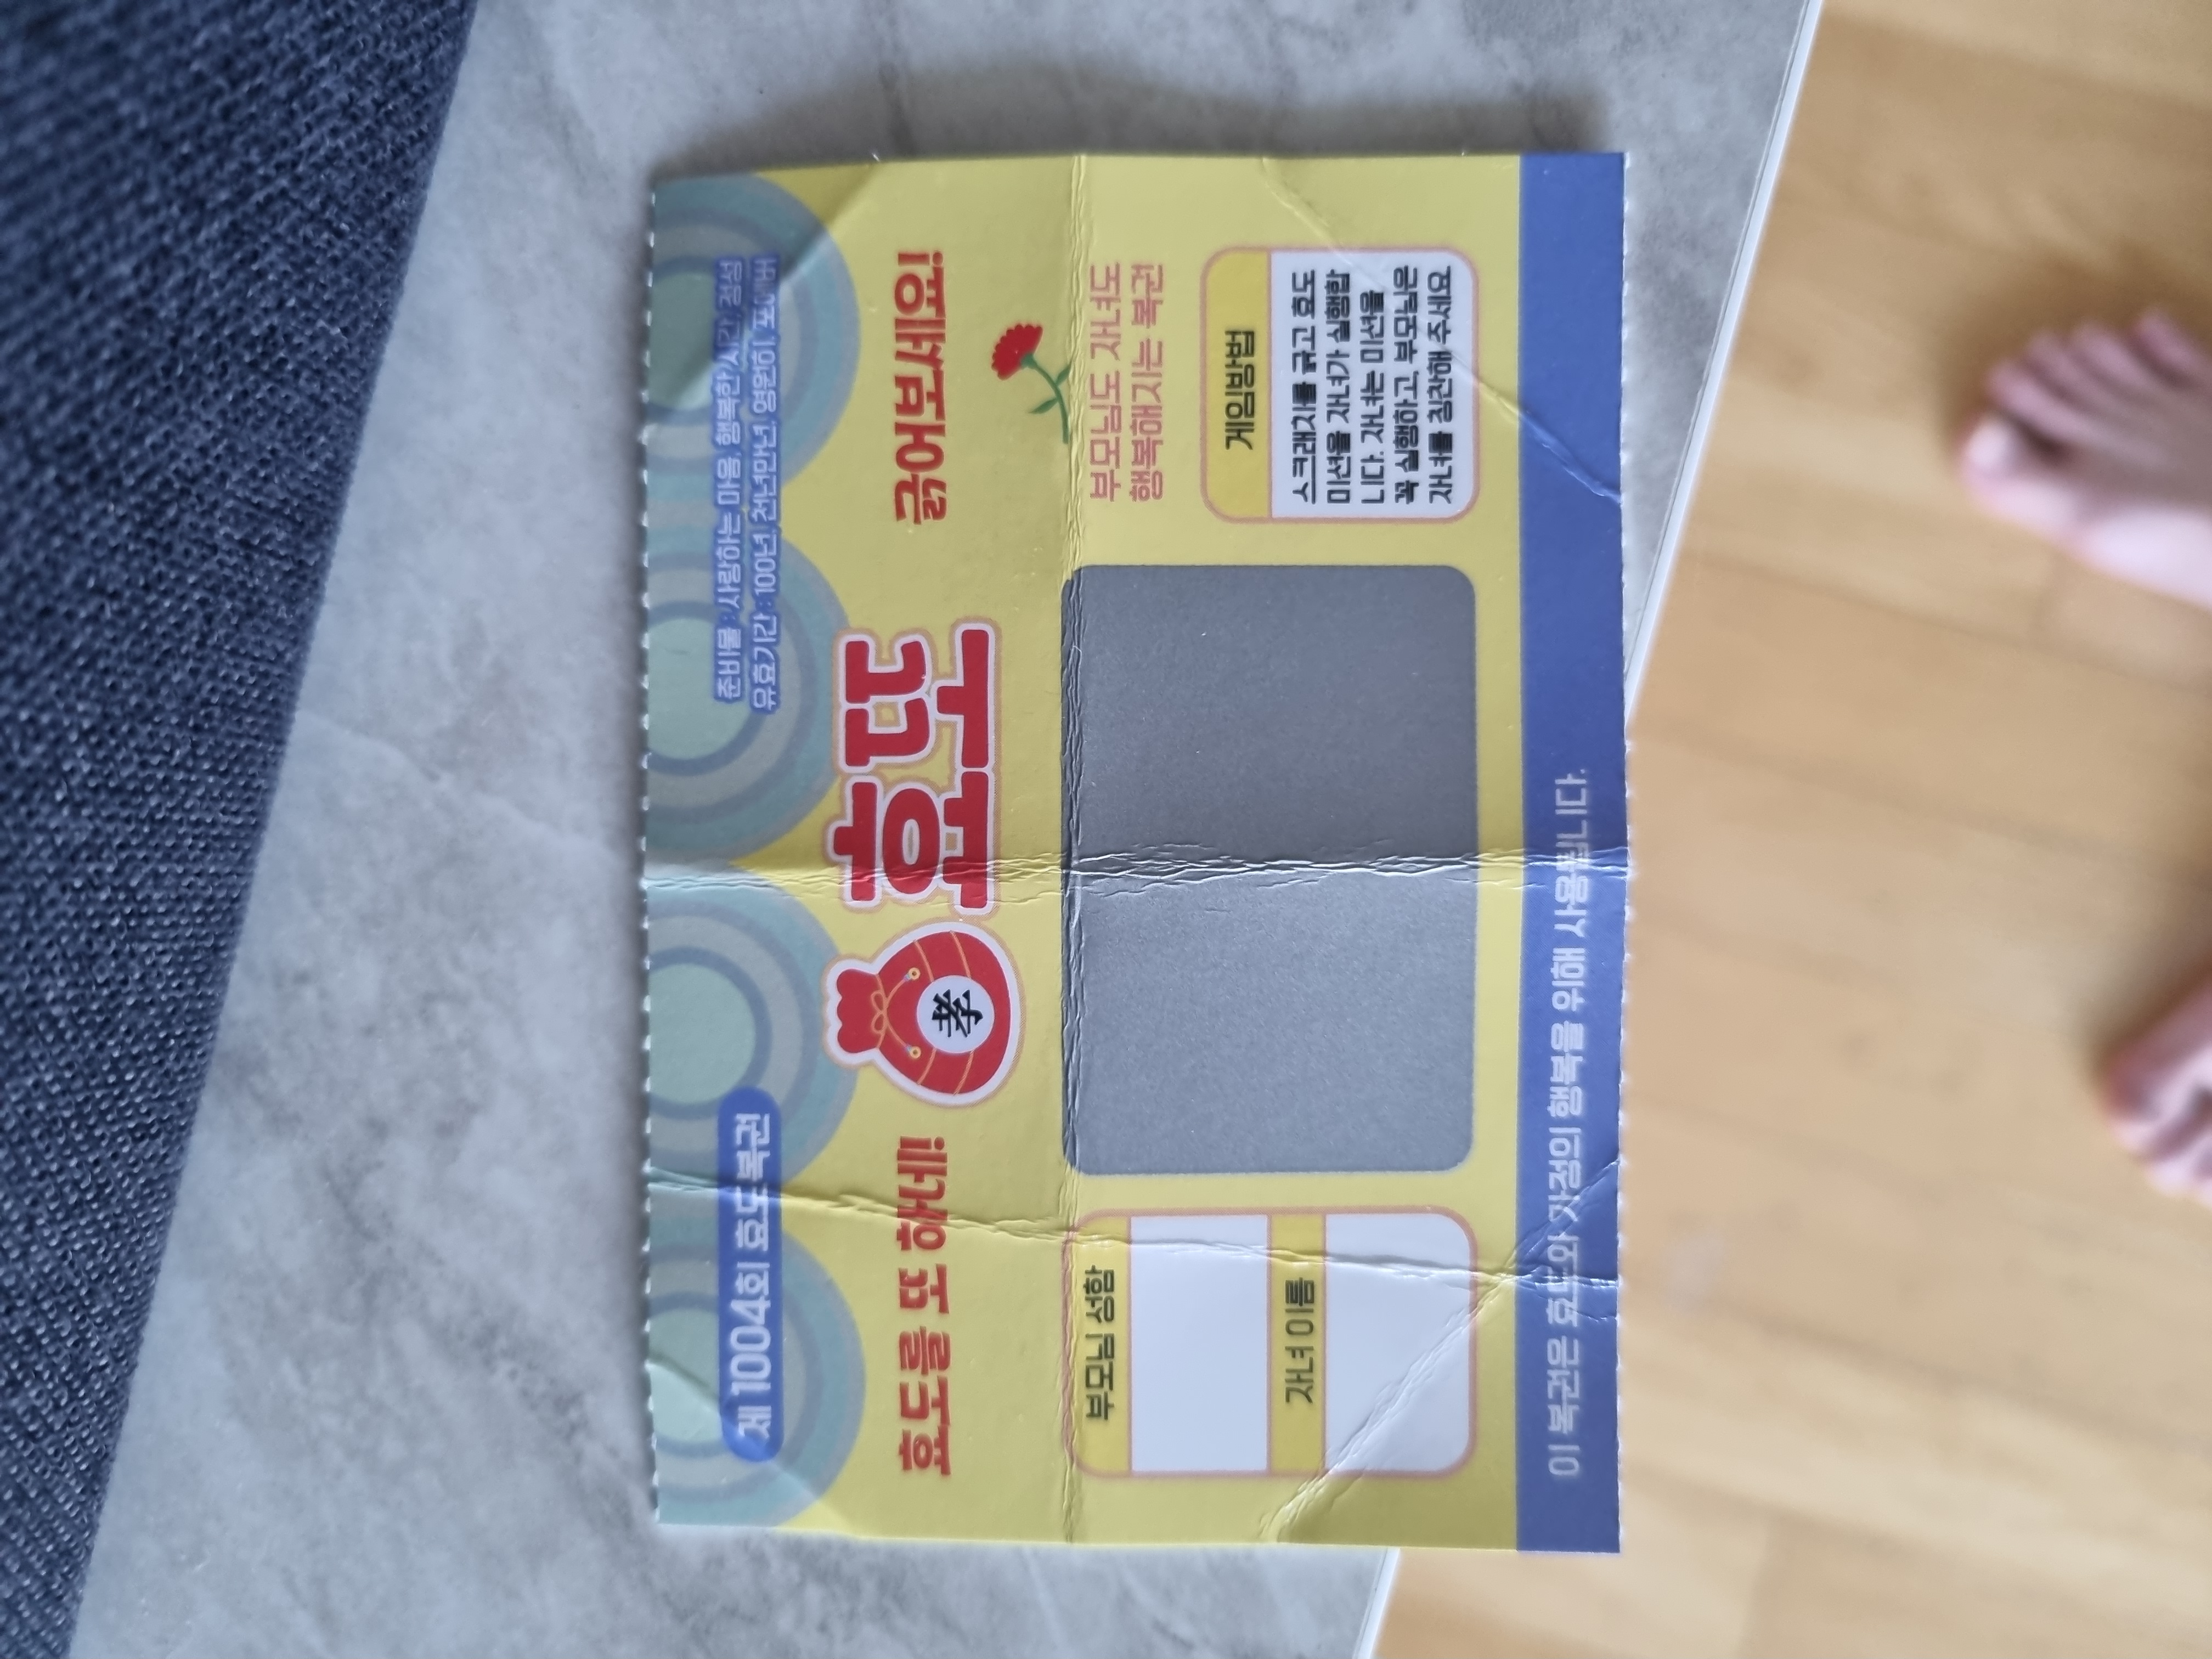 제 1004회 효도복권
준비물 : 사랑하는 마음, 행복한 시간, 정성
유효기간 : 100년, 천년만년, 영원히, 포에버
효도를 또 하네!
孝
효또
긁어보세요!
부모님 성함
자녀 이름
부모님도 자녀도
행복해지는 복권
게임방법
스크래치를 긁고 효도
미션을 자녀가 실행합
니다. 자녀는 미션을
꼭 실행하고, 부모님은
자녀를 칭찬해 주세요.
이 복권은 효도와 가정의 행복을 위해 사용됩니다.